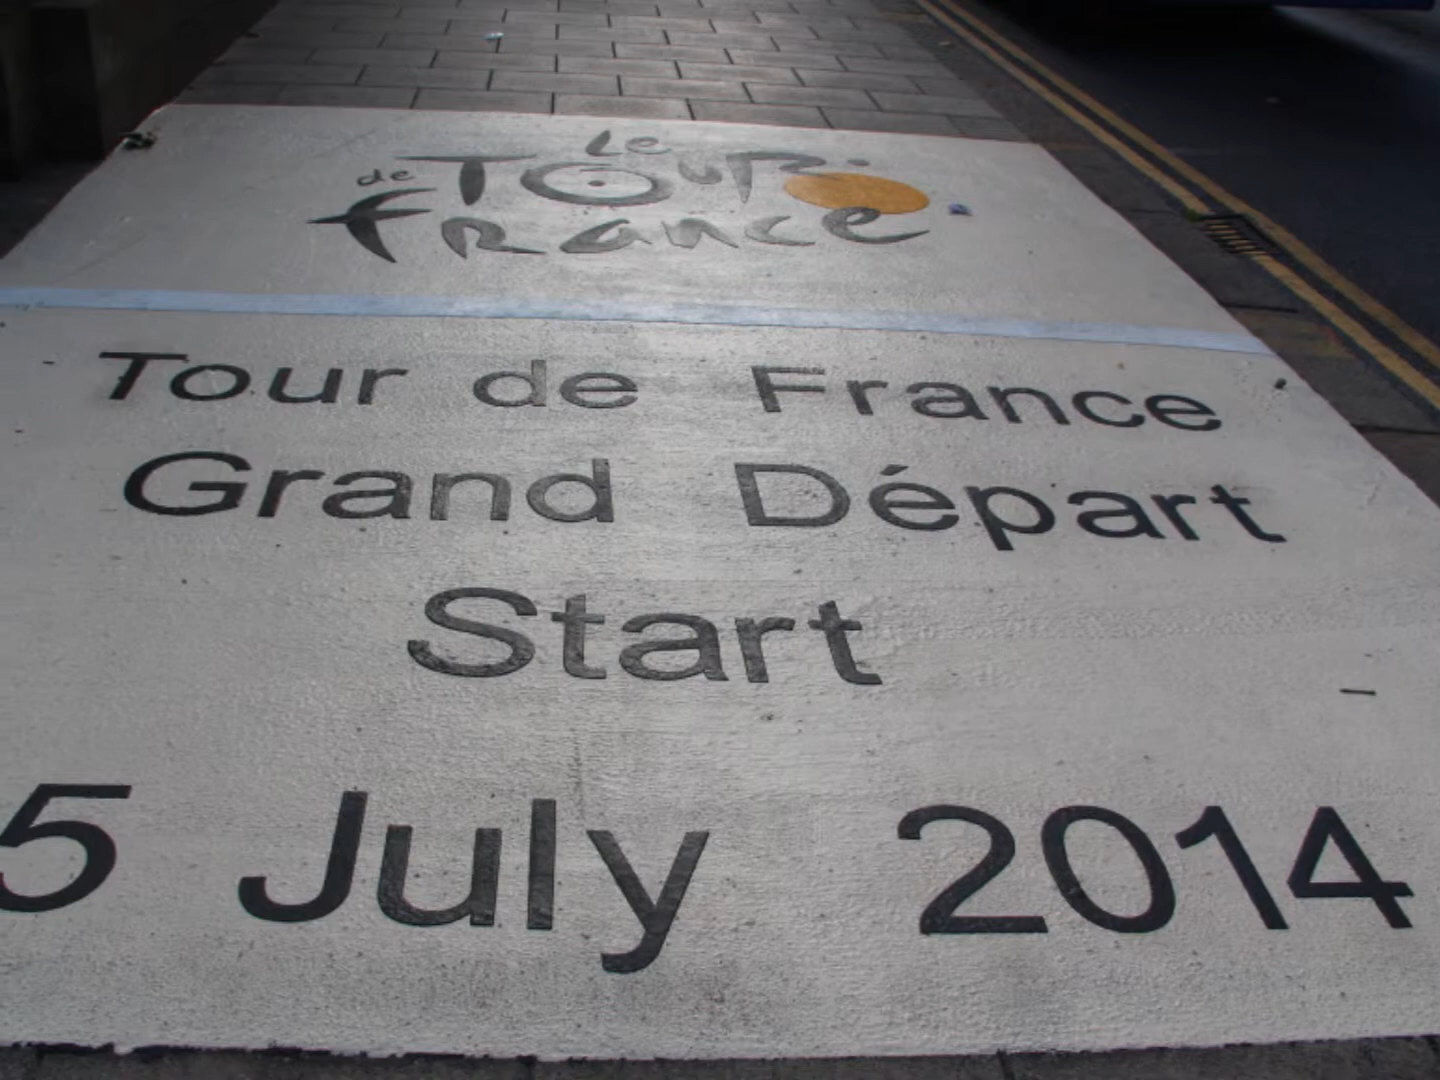 le
de TOUR
FRance
Tour de France
Grand Départ
Start
5 July 2014